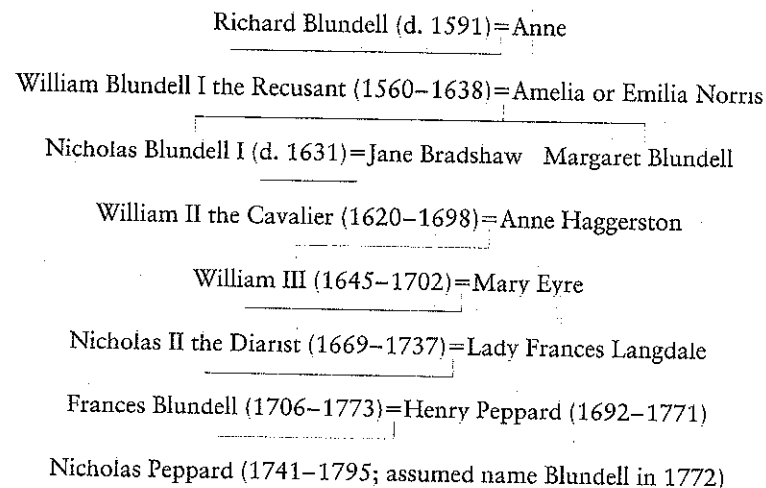 Richard Blundell (d. 1591)=Anne
William Blundell I the Recusant (1560–1638)=Amelia or Emilia Norris
Nicholas Blundell I (d. 1631)=Jane Bradshaw Margaret Blundell
William II the Cavalier (1620–1698)=Anne Haggerston
William III (1645–1702)=Mary Eyre
Nicholas II the Diarist (1669–1737)=Lady Frances Langdale
Frances Blundell (1706–1773)=Henry Peppard (1692–1771)
Nicholas Peppard (1741–1795; assumed name Blundell in 1772)